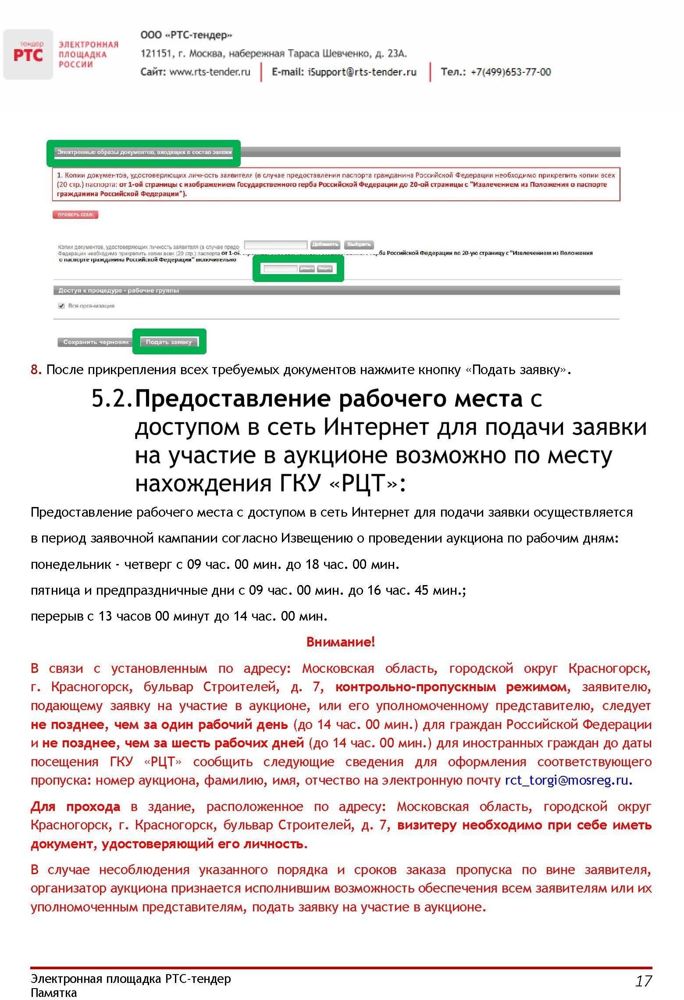 тендер
РТС
ЭЛЕКТРОННАЯ
ПЛОЩАДКА
РОССИИ
ООО «РТС-тендер»
121151, г. Москва, набережная Тараса Шевченко, д. 23А.
Сайт: www.rts-tender.ru | E-mail: iSupport@rts-tender.ru | Тел.: +7(499)653-77-00
Электронные образы документов, входящих в состав заявки
1. Копии документов, удостоверяющих личность заявителя (в случае предоставления паспорта гражданина Российской Федерации необходимо прикрепить копии всех
(20 стр.) паспорта: от 1-ой страницы с изображением Государственного герба Российской Федерации до 20-ой страницы с "Извлечением из Положения о паспорте
гражданина Российской Федерации").
ПРОВЕРЬ СЕБЯ!
Копии документов, удостоверяющих личность заявителя (в случае предо
Добавить Выбрать
Федерации необходимо прикрепить копии всех (20 стр.) паспорта от 1-ой рба Российской Федерации по 20-ую страницу с "Извлечением из Положения
о паспорте гражданина Российской Федерации" включительно
Добавить Выбрать
Доступ к процедуре - рабочие группы
Вся организация
Сохранить черновик Подать заявку
8. После прикрепления всех требуемых документов нажмите кнопку «Подать заявку».
5.2. Предоставление рабочего места с
доступом в сеть Интернет для подачи заявки
на участие в аукционе возможно по месту
нахождения ГКУ «РЦТ»:
Предоставление рабочего места с доступом в сеть Интернет для подачи заявки осуществляется
в период заявочной кампании согласно Извещению о проведении аукциона по рабочим дням:
понедельник - четверг с 09 час. 00 мин. до 18 час. 00 мин.
пятница и предпраздничные дни с 09 час. 00 мин. до 16 час. 45 мин.;
перерыв с 13 часов 00 минут до 14 час. 00 мин.
Внимание!
В связи с установленным по адресу: Московская область, городской округ Красногорск,
г. Красногорск, бульвар Строителей, д. 7, контрольно-пропускным режимом, заявителю,
подающему заявку на участие в аукционе, или его уполномоченному представителю, следует
не позднее, чем за один рабочий день (до 14 час. 00 мин.) для граждан Российской Федерации
и не позднее, чем за шесть рабочих дней (до 14 час. 00 мин.) для иностранных граждан до даты
посещения ГКУ «РЦТ» сообщить следующие сведения для оформления соответствующего
пропуска: номер аукциона, фамилию, имя, отчество на электронную почту rct_torgi@mosreg.ru.
Для прохода в здание, расположенное по адресу: Московская область, городской округ
Красногорск, г. Красногорск, бульвар Строителей, д. 7, визитеру необходимо при себе иметь
документ, удостоверяющий его личность.
В случае несоблюдения указанного порядка и сроков заказа пропуска по вине заявителя,
организатор аукциона признается исполнившим возможность обеспечения всем заявителям или их
уполномоченным представителям, подать заявку на участие в аукционе.
Электронная площадка РТС-тендер
Памятка
17